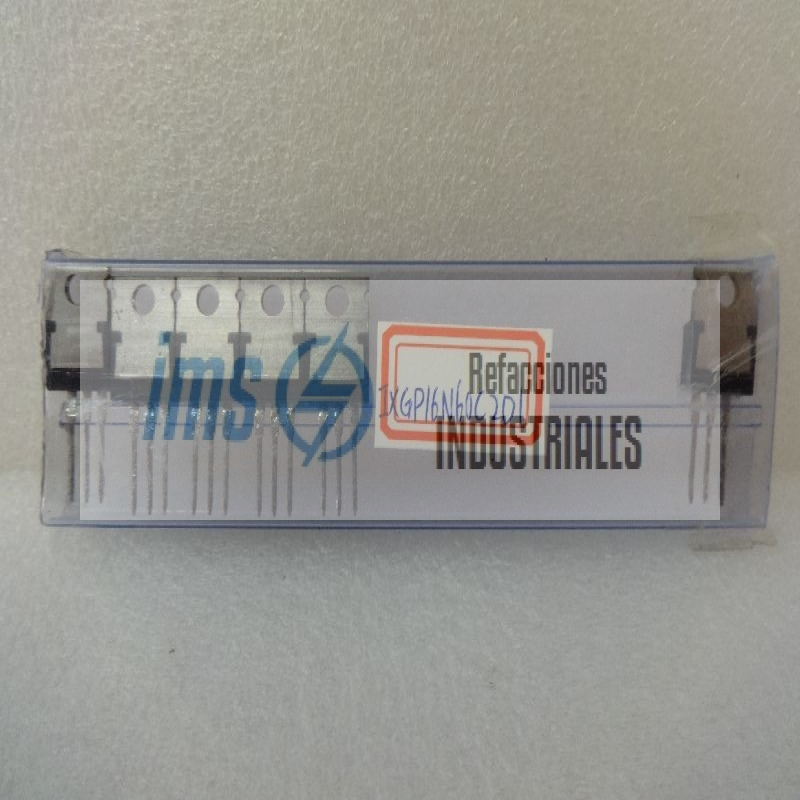 ims
Refacciones
IXGP16N60C2D1
INDUSTRIALES